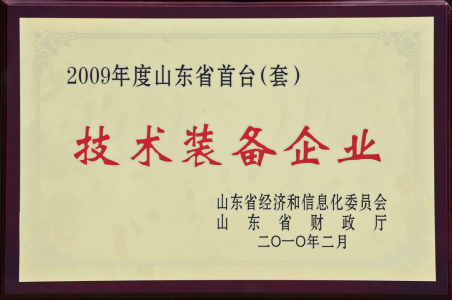 2009年度山东省首台(套)
技术装备企业
山东省经济和信息化委员会
山东省财政厅
二〇一〇年二月